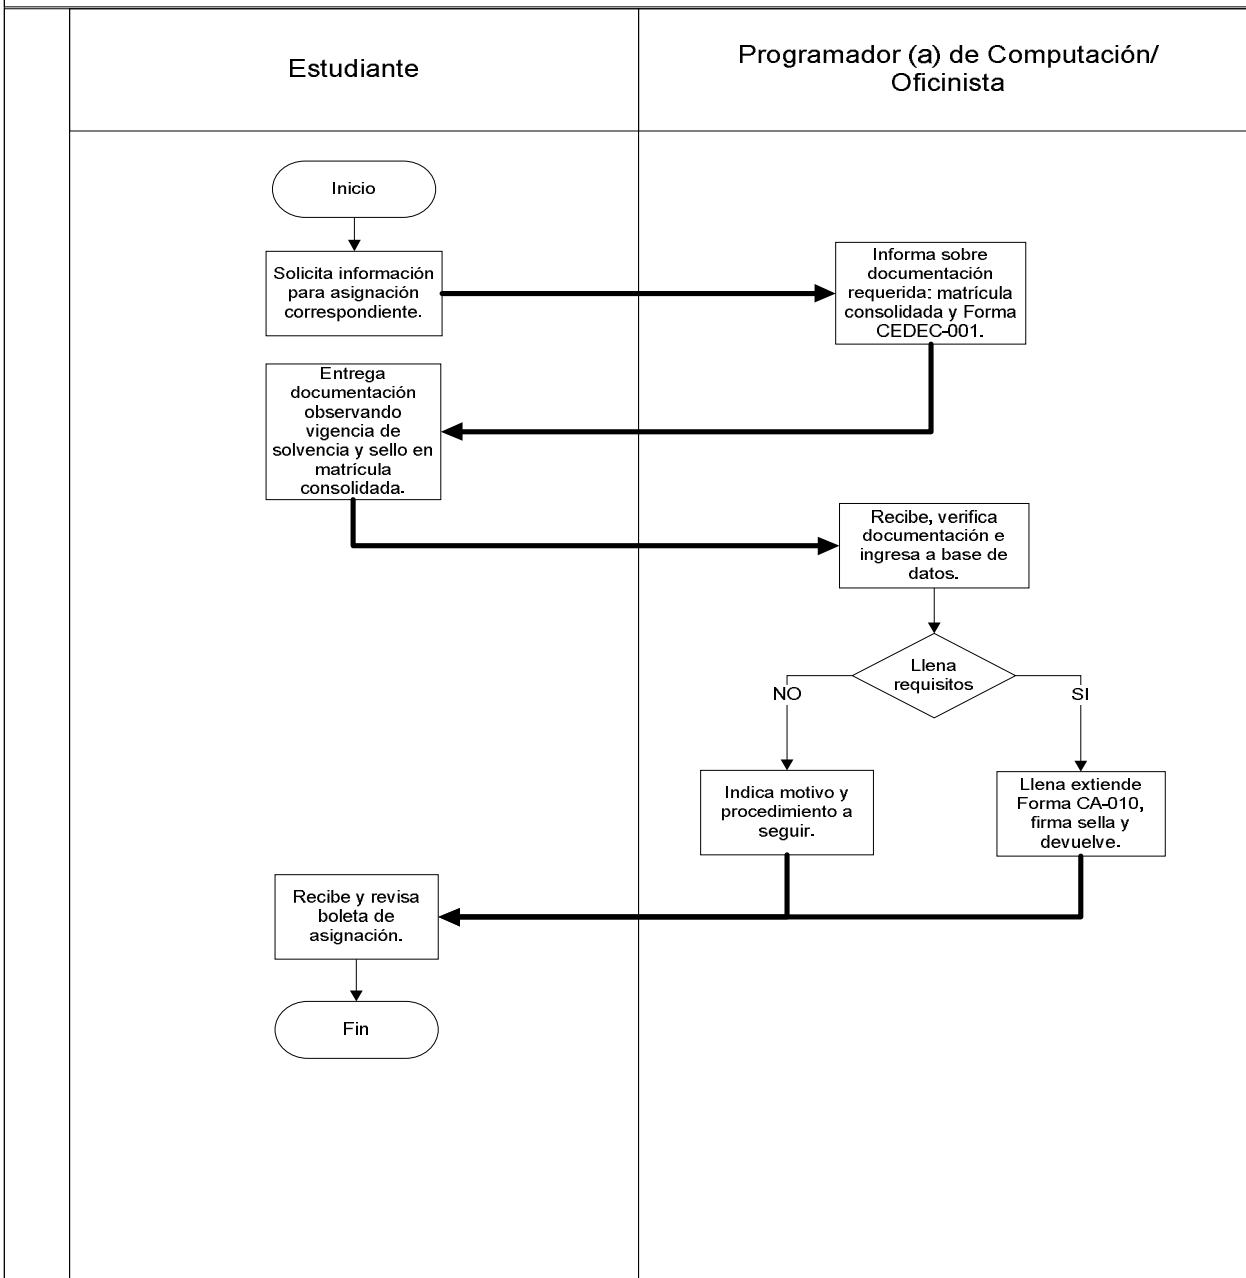 Estudiante
Programador (a) de Computación/
Oficinista
Inicio
Solicita información
para asignación
correspondiente.
Informa sobre
documentación
requerida: matrícula
consolidada y Forma
CEDEC-001.
Entrega
documentación
observando
vigencia de
solvencia y sello en
matrícula
consolidada.
Recibe, verifica
documentación e
ingresa a base de
datos.
Llena
requisitos
NO
SI
Indica motivo y
procedimiento a
seguir.
Llena extiende
Forma CA-010,
firma sella y
devuelve.
Recibe y revisa
boleta de
asignación.
Fin